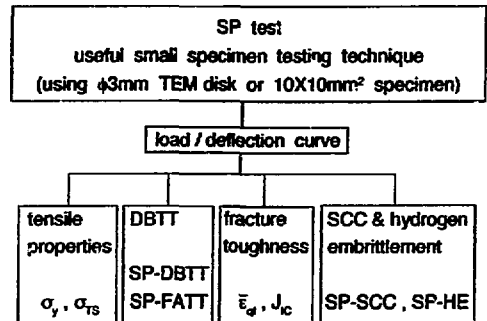 SP test
useful small specimen testing technique
(using φ3mm TEM disk or 10X10mm² specimen)
load / deflection curve
tensile
properties
σy , σTS
DBTT
SP-DBTT
SP-FATT
fracture
toughness
ε̅qf , JIC
SCC & hydrogen
embrittlement
SP-SCC , SP-HE